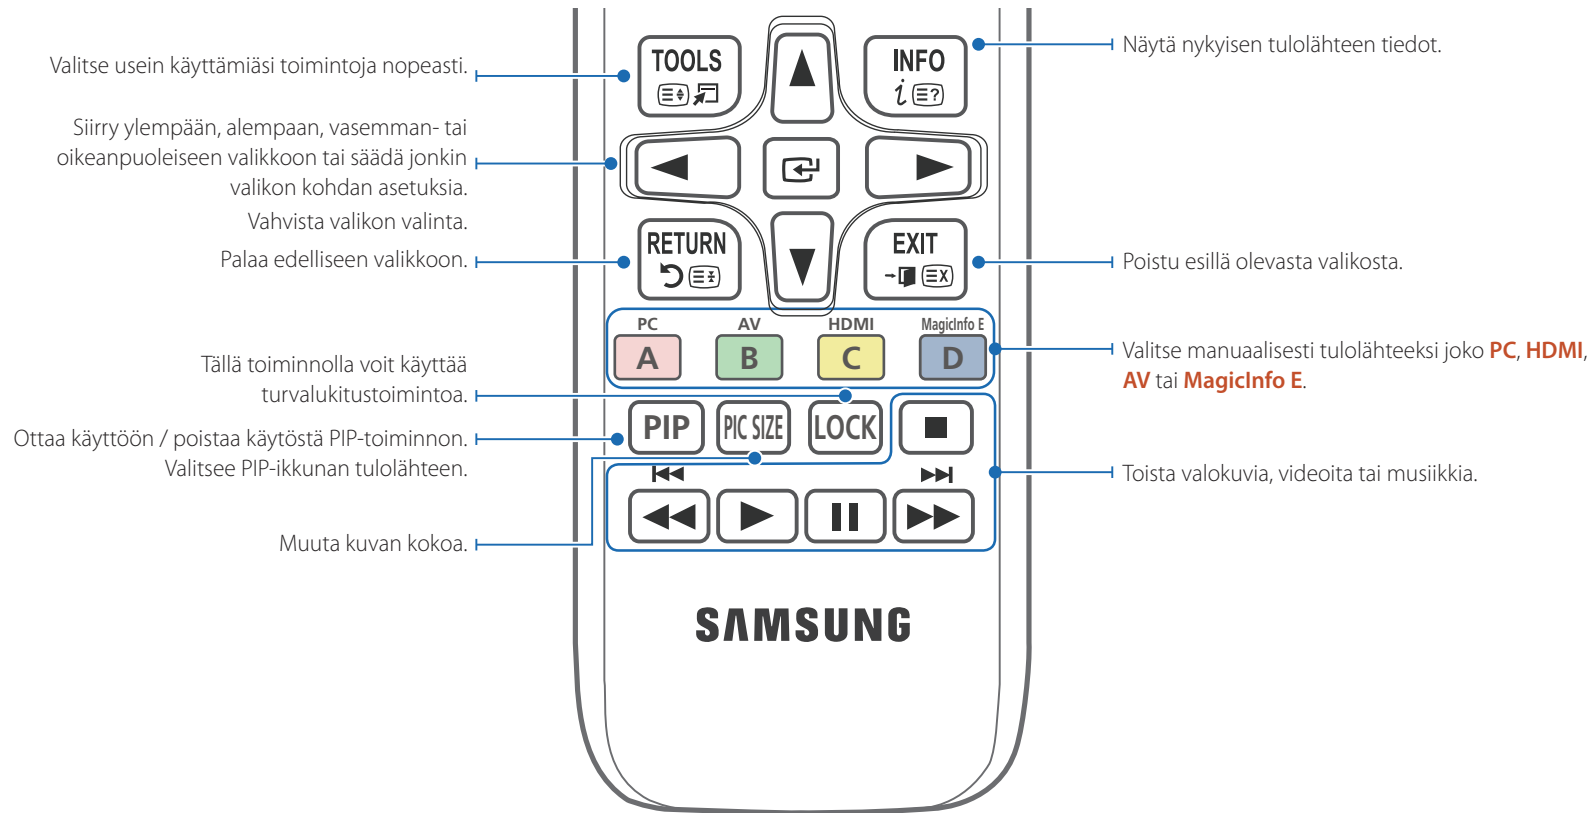 Valitse usein käyttämiäsi toimintoja nopeasti.
Siirry ylempään, alempaan, vasemman- tai
oikeanpuoleiseen valikkoon tai säädä jonkin
valikon kohdan asetuksia.
Vahvista valikon valinta.
Palaa edelliseen valikkoon.
Tällä toiminnolla voit käyttää
turvalukitustoimintoa.
Ottaa käyttöön / poistaa käytöstä PIP-toiminnon.
Valitsee PIP-ikkunan tulolähteen.
Muuta kuvan kokoa.
TOOLS
INFO
RETURN
EXIT
PC AV HDMI MagicInfo E
A B C D
PIP PIC SIZE LOCK
SAMSUNG
Näytä nykyisen tulolähteen tiedot.
Poistu esillä olevasta valikosta.
Valitse manuaalisesti tulolähteeksi joko PC, HDMI,
AV tai MagicInfo E.
Toista valokuvia, videoita tai musiikkia.